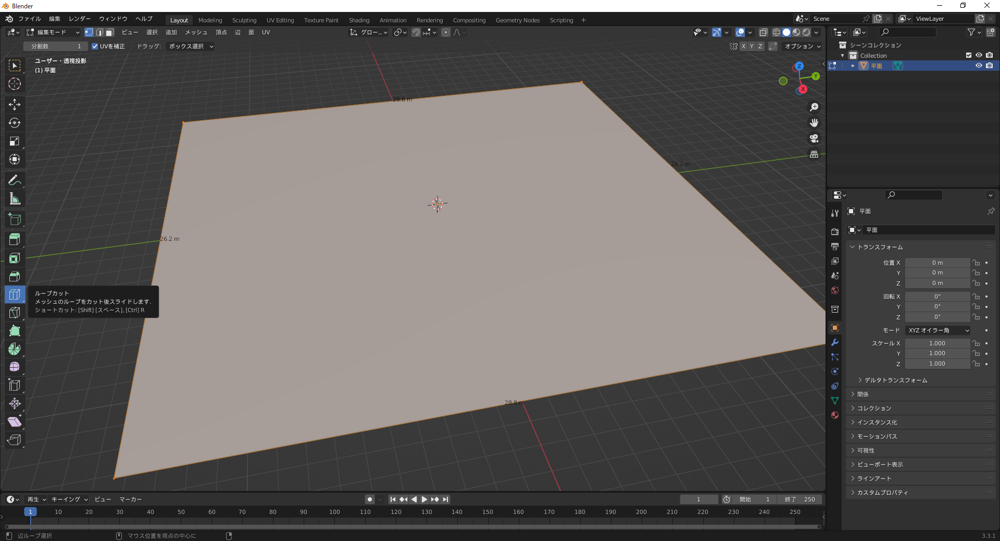 Blender
ファイル 編集 レンダー ウィンドウ ヘルプ Layout Modeling Sculpting UV Editing Texture Paint Shading Animation Rendering Compositing Geometry Nodes Scripting + Scene ViewLayer
編集モード ビュー 選択 追加 メッシュ 頂点 辺 面 UV グロー...
分割数 1 UVを補正 ドラッグ: ボックス選択 X Y Z オプション
ユーザー・透視投影
(1) 平面
Z
Y
X
28.8 m
26.2 m
26.2 m
28.8 m
ループカット
メッシュのループをカット後スライドします.
ショートカット: [Shift] [スペース], [Ctrl] R
シーンコレクション
Collection
平面
平面
平面
トランスフォーム
位置 X 0 m
Y 0 m
Z 0 m
回転 X 0°
Y 0°
Z 0°
モード XYZ オイラー角
スケール X 1.000
Y 1.000
Z 1.000
デルタトランスフォーム
関係
コレクション
インスタンス化
モーションパス
可視性
ビューポート表示
ラインアート
カスタムプロパティ
再生 キーイング ビュー マーカー 1 開始 1 終了 250
1 10 20 30 40 50 60 70 80 90 100 110 120 130 140 150 160 170 180 190 200 210 220 230 240 250
辺ループ選択 マウス位置を視点の中心に 3.3.1